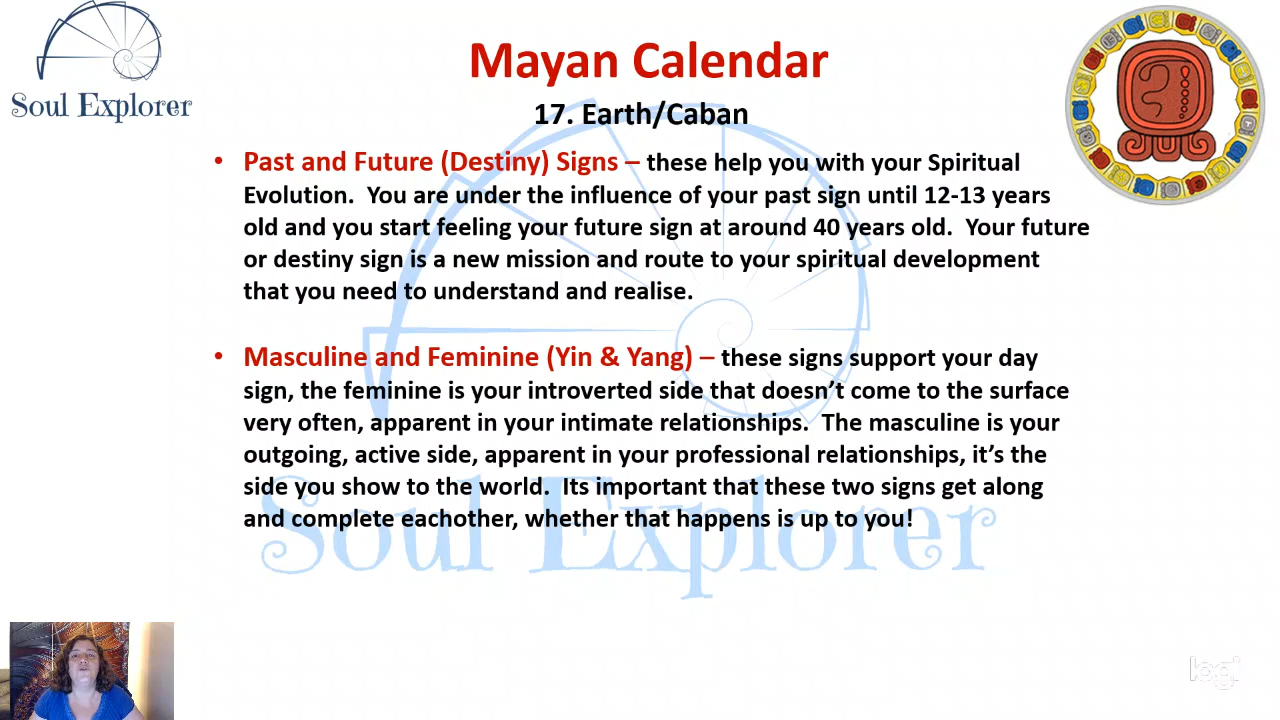 Soul Explorer
Mayan Calendar
17. Earth/Caban
• Past and Future (Destiny) Signs – these help you with your Spiritual
Evolution.  You are under the influence of your past sign until 12-13 years
old and you start feeling your future sign at around 40 years old.  Your future
or destiny sign is a new mission and route to your spiritual development
that you need to understand and realise.
• Masculine and Feminine (Yin & Yang) – these signs support your day
sign, the feminine is your introverted side that doesn’t come to the surface
very often, apparent in your intimate relationships.  The masculine is your
outgoing, active side, apparent in your professional relationships, it’s the
side you show to the world.  Its important that these two signs get along
and complete eachother, whether that happens is up to you!
Soul Explorer
logi